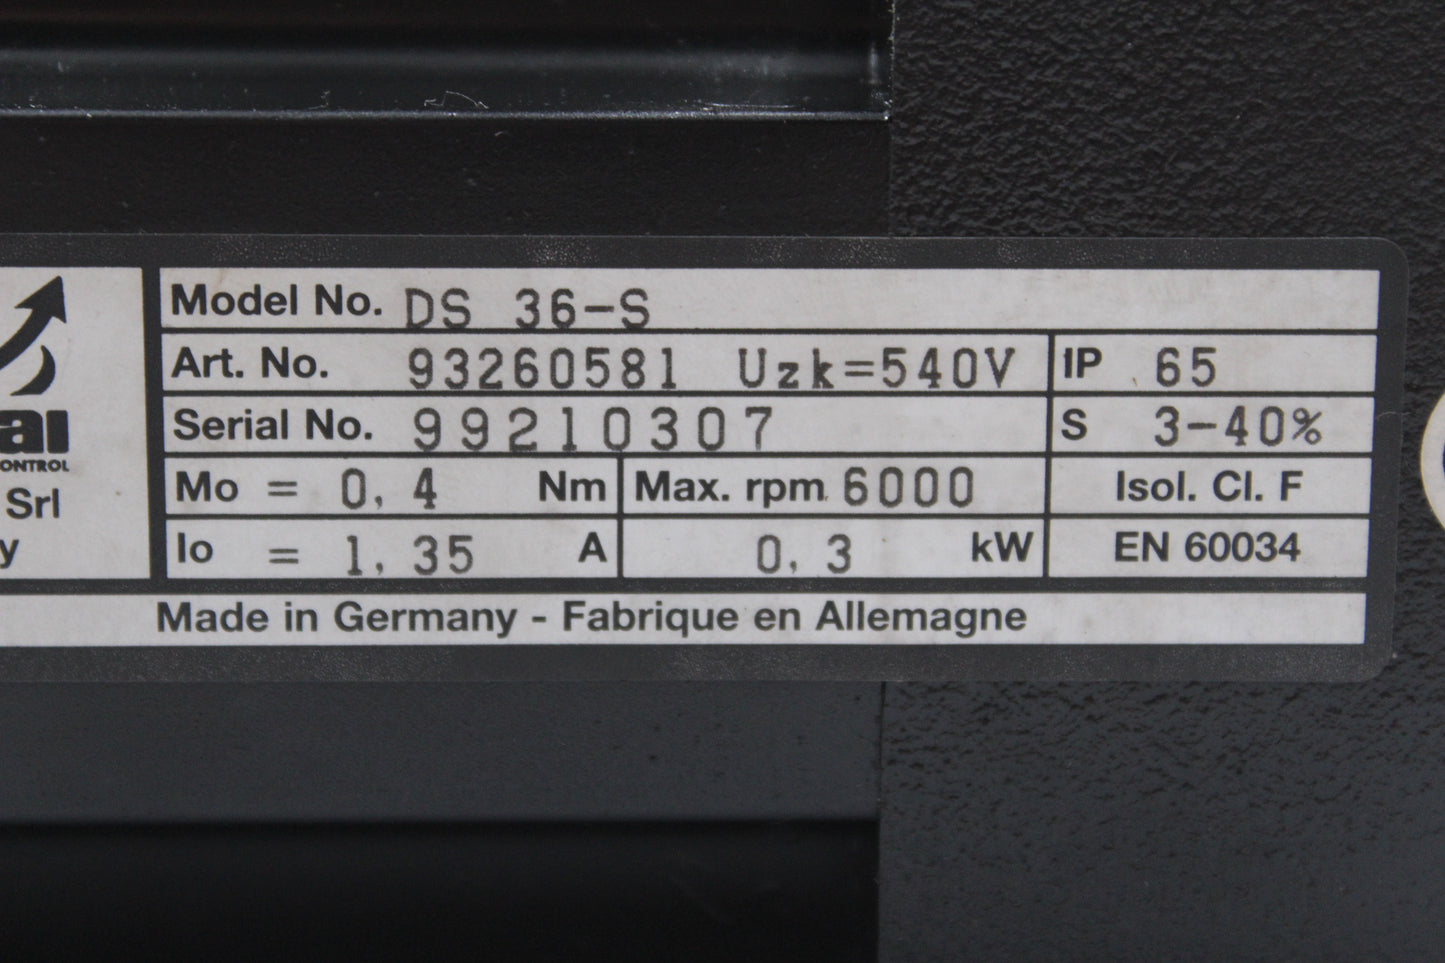 Model No. DS 36-S
Art. No. 93260581 Uzk=540V IP 65
Serial No. 99210307 S 3-40%
Mo = 0,4 Nm Max. rpm 6000 Isol. Cl. F
Srl
Io = 1,35 A 0,3 kW EN 60034
Made in Germany - Fabrique en Allemagne